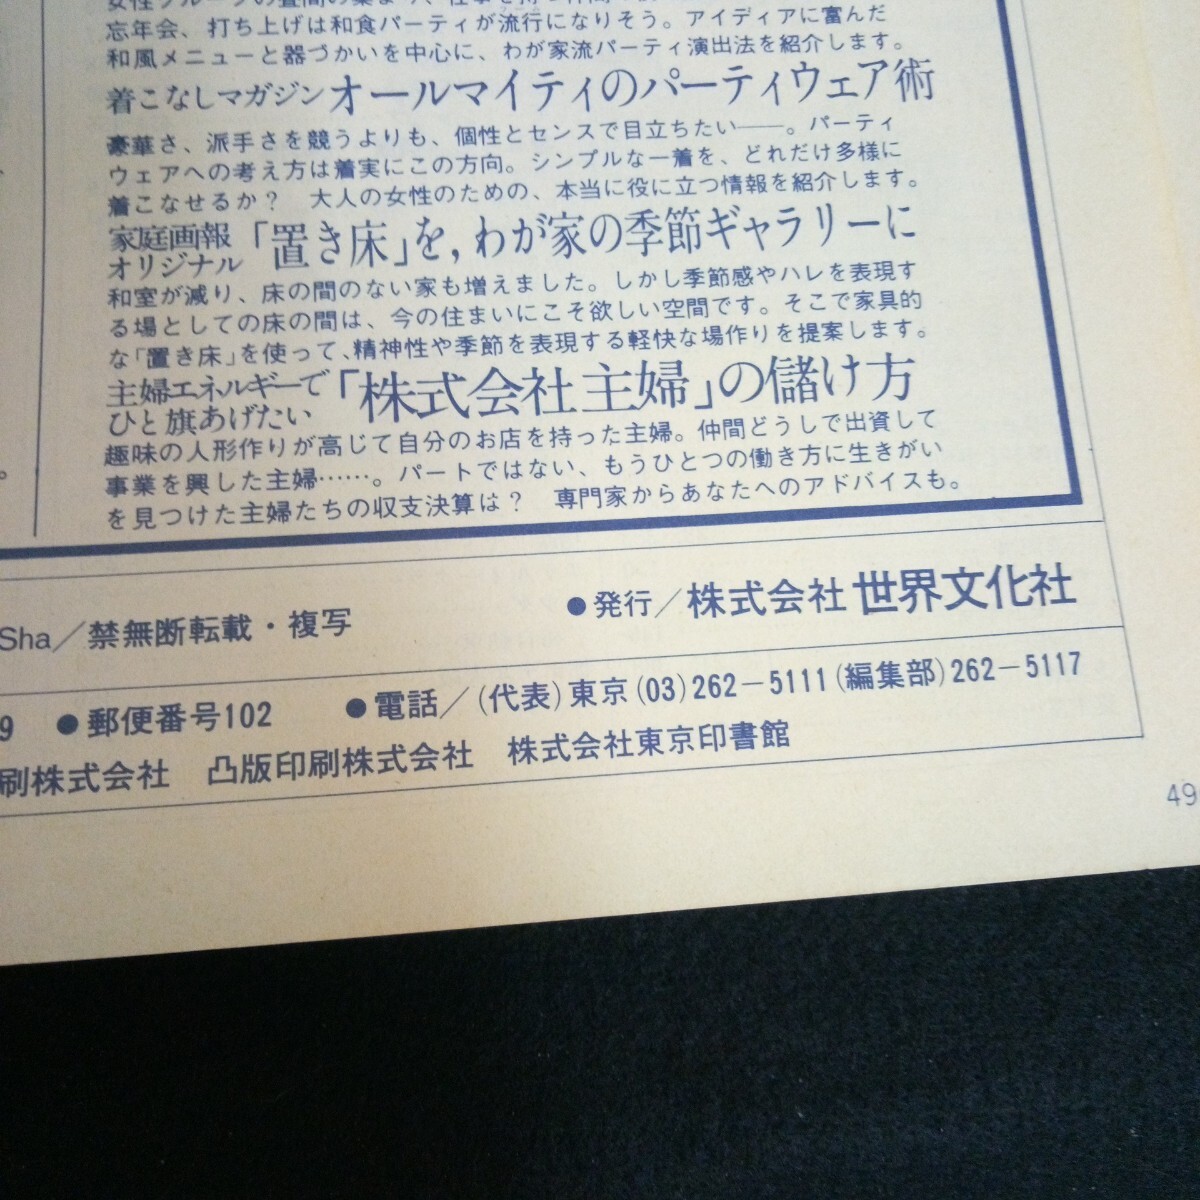 忘年会、打ち上げは和食パーティが流行になりそう。アイディアに富んだ
和風メニューと器づかいを中心に、わが家流パーティ演出法を紹介します。
着こなしマガジン オールマイティのパーティウェア術
豪華さ、派手さを競うよりも、個性とセンスで目立ちたい――。パーティ
ウェアへの考え方は着実にこの方向。シンプルな一着を、どれだけ多様に
着こなせるか？　大人の女性のための、本当に役に立つ情報を紹介します。
家庭画報
オリジナル
「置き床」を，わが家の季節ギャラリーに
和室が減り、床の間のない家も増えました。しかし季節感やハレを表現す
る場としての床の間は、今の住まいにこそ欲しい空間です。そこで家具的
な「置き床」を使って、精神性や季節を表現する軽快な場作りを提案します。
主婦エネルギーで
ひと旗あげたい
「株式会社主婦」の儲け方
趣味の人形作りが高じて自分のお店を持った主婦。仲間どうしで出資して
事業を興した主婦……。パートではない、もうひとつの働き方に生きがい
を見つけた主婦たちの収支決算は？　専門家からあなたへのアドバイスも。
。
Sha／禁無断転載・複写　●発行／株式会社 世界文化社
9　●郵便番号102　●電話／(代表)東京(03)262－5111(編集部)262－5117
刷株式会社　凸版印刷株式会社　株式会社東京印書館
49